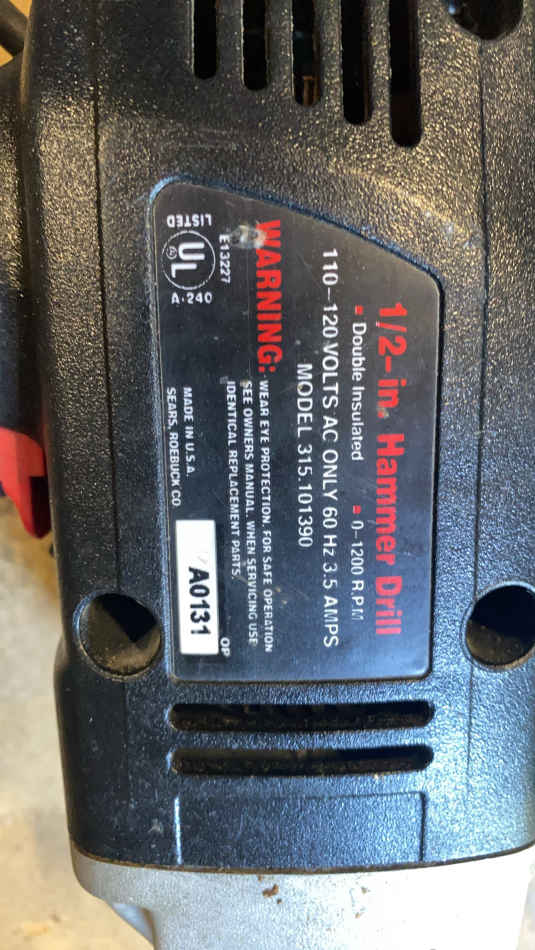 1/2-in. Hammer Drill
Double Insulated 0-1200 R.P.M
110-120 VOLTS AC ONLY 60 Hz 3.5 AMPS
MODEL 315.101390
WARNING: WEAR EYE PROTECTION. FOR SAFE OPERATION
SEE OWNERS MANUAL. WHEN SERVICING USE
IDENTICAL REPLACEMENT PARTS.
E13227
OP
LISTED
UL
A-240
MADE IN U.S.A.
SEARS, ROEBUCK CO
A0131